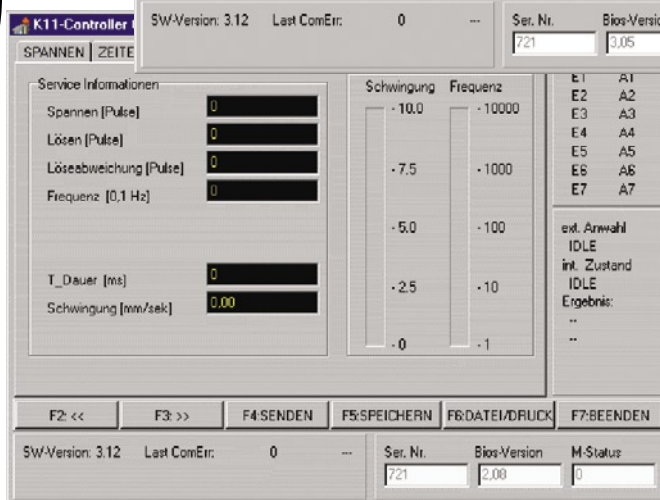 SW-Version: 3.12 Last ComErr: 0 --- Ser. Nr. Bios-Versio
721 3,05
K11-Controller
SPANNEN ZEITE
Service Informationen
Spannen [Pulse] 0
Lösen [Pulse] 0
Löseabweichung [Pulse] 0
Frequenz [0,1 Hz] 0
T_Dauer [ms] 0
Schwingung [mm/sek] 0,00
Schwingung Frequenz
- 10.0 - 10000
- 7.5 - 1000
- 5.0 - 100
- 2.5 - 10
- 0 - 1
E1 A1
E2 A2
E3 A3
E4 A4
E5 A5
E6 A6
E7 A7
ext. Anwahl
IDLE
int. Zustand
IDLE
Ergebnis:
--
--
F2: << F3: >> F4:SENDEN F5:SPEICHERN F6:DATEI/DRUCK F7:BEENDEN
SW-Version: 3.12 Last ComErr: 0 --- Ser. Nr. Bios-Version M-Status
721 2,08 0